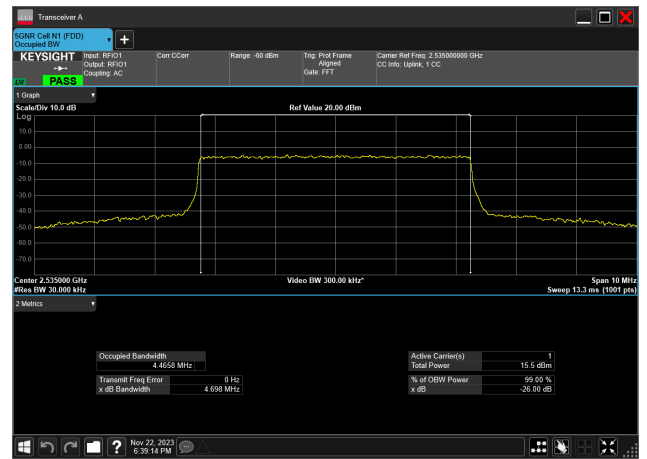 Transceiver A
5GNR Cell N1 (FDD)
Occupied BW
KEYSIGHT
LXI
PASS
Input: RFIO1
Output: RFIO1
Coupling: AC
Corr CCorr
Range: -60 dBm
Trig: Prot Frame
Aligned
Gate: FFT
Carrier Ref Freq: 2.535000000 GHz
CC Info: Uplink, 1 CC
1 Graph
Scale/Div 10.0 dB
Ref Value 20.00 dBm
Log
10.0
0.00
-10.0
-20.0
-30.0
-40.0
-50.0
-60.0
-70.0
Center 2.535000 GHz
Video BW 300.00 kHz*
Span 10 MHz
#Res BW 30.000 kHz
Sweep 13.3 ms (1001 pts)
2 Metrics
Occupied Bandwidth
4.4658 MHz
Transmit Freq Error 0 Hz
x dB Bandwidth 4.698 MHz
Active Carrier(s) 1
Total Power 15.5 dBm
% of OBW Power 99.00 %
x dB -26.00 dB
Nov 22, 2023
6:39:14 PM